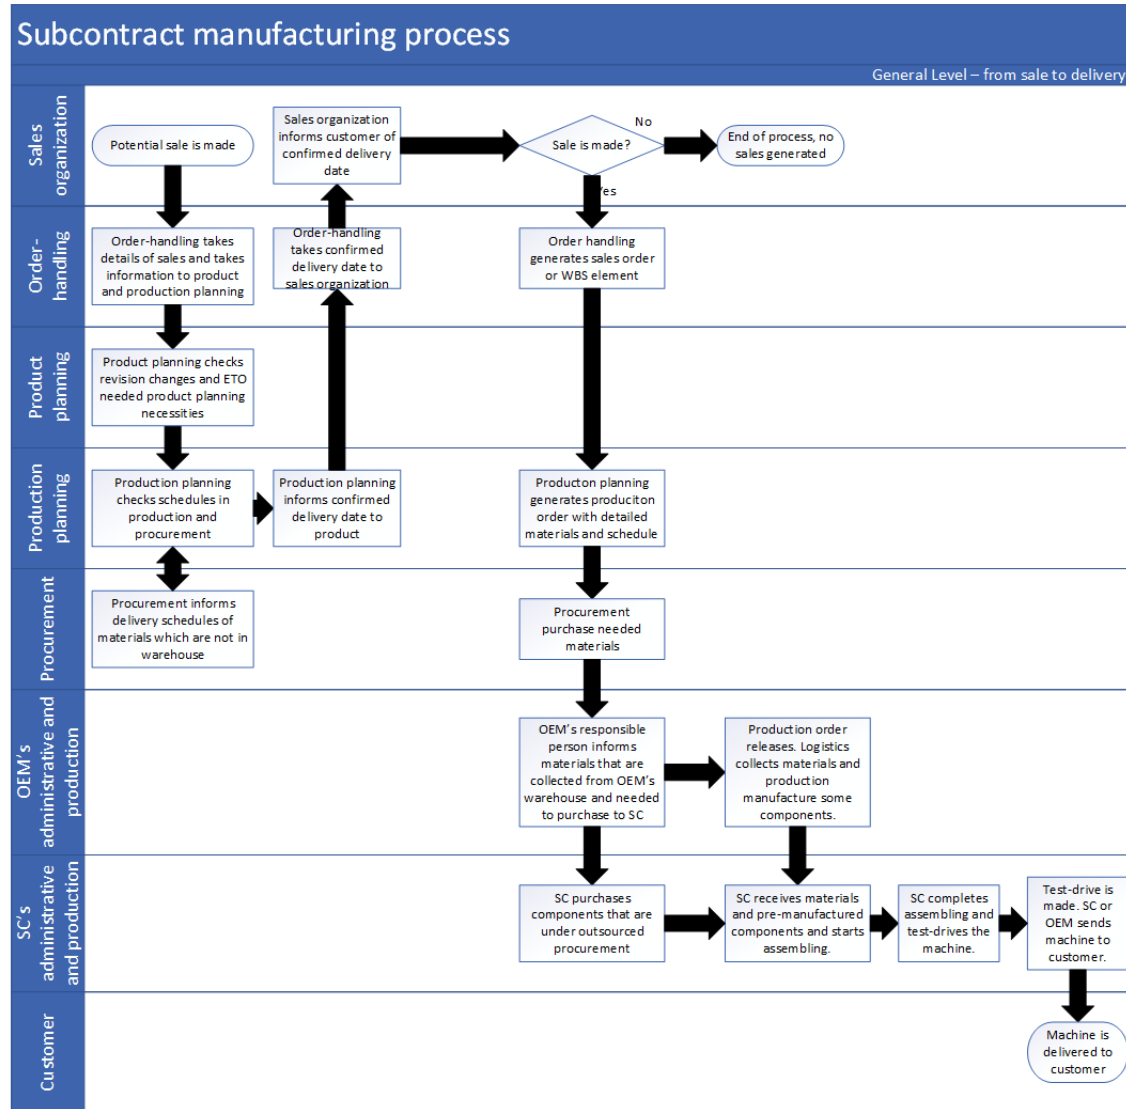 Subcontract manufacturing process
General Level – from sale to delivery
Sales
organization
Potential sale is made
Sales organization
informs customer of
confirmed delivery
date
Sale is made?
No
Yes
End of process, no
sales generated
Order-
handling
Order-handling takes
details of sales and takes
information to product
and production planning
Order-handling
takes confirmed
delivery date to
sales organization
Order handling
generates sales order
or WBS element
Product
planning
Product planning checks
revision changes and ETO
needed product planning
necessities
Production
planning
Production planning
checks schedules in
production and
procurement
Production planning
informs confirmed
delivery date to
product
Producton planning
generates produciton
order with detailed
materials and schedule
Procurement
Procurement informs
delivery schedules of
materials which are not in
warehouse
Procurement
purchase needed
materials
OEM's
administrative and
production
OEM's responsible
person informs
materials that are
collected from OEM's
warehouse and needed
to purchase to SC
Production order
releases. Logistics
collects materials and
production
manufacture some
components.
SC's
administrative
and production
SC purchases
components that are
under outsourced
procurement
SC receives materials
and pre-manufactured
components and starts
assembling.
SC completes
assembling and
test-drives the
machine.
Test-drive is
made. SC or
OEM sends
machine to
customer.
Customer
Machine is
delivered to
customer